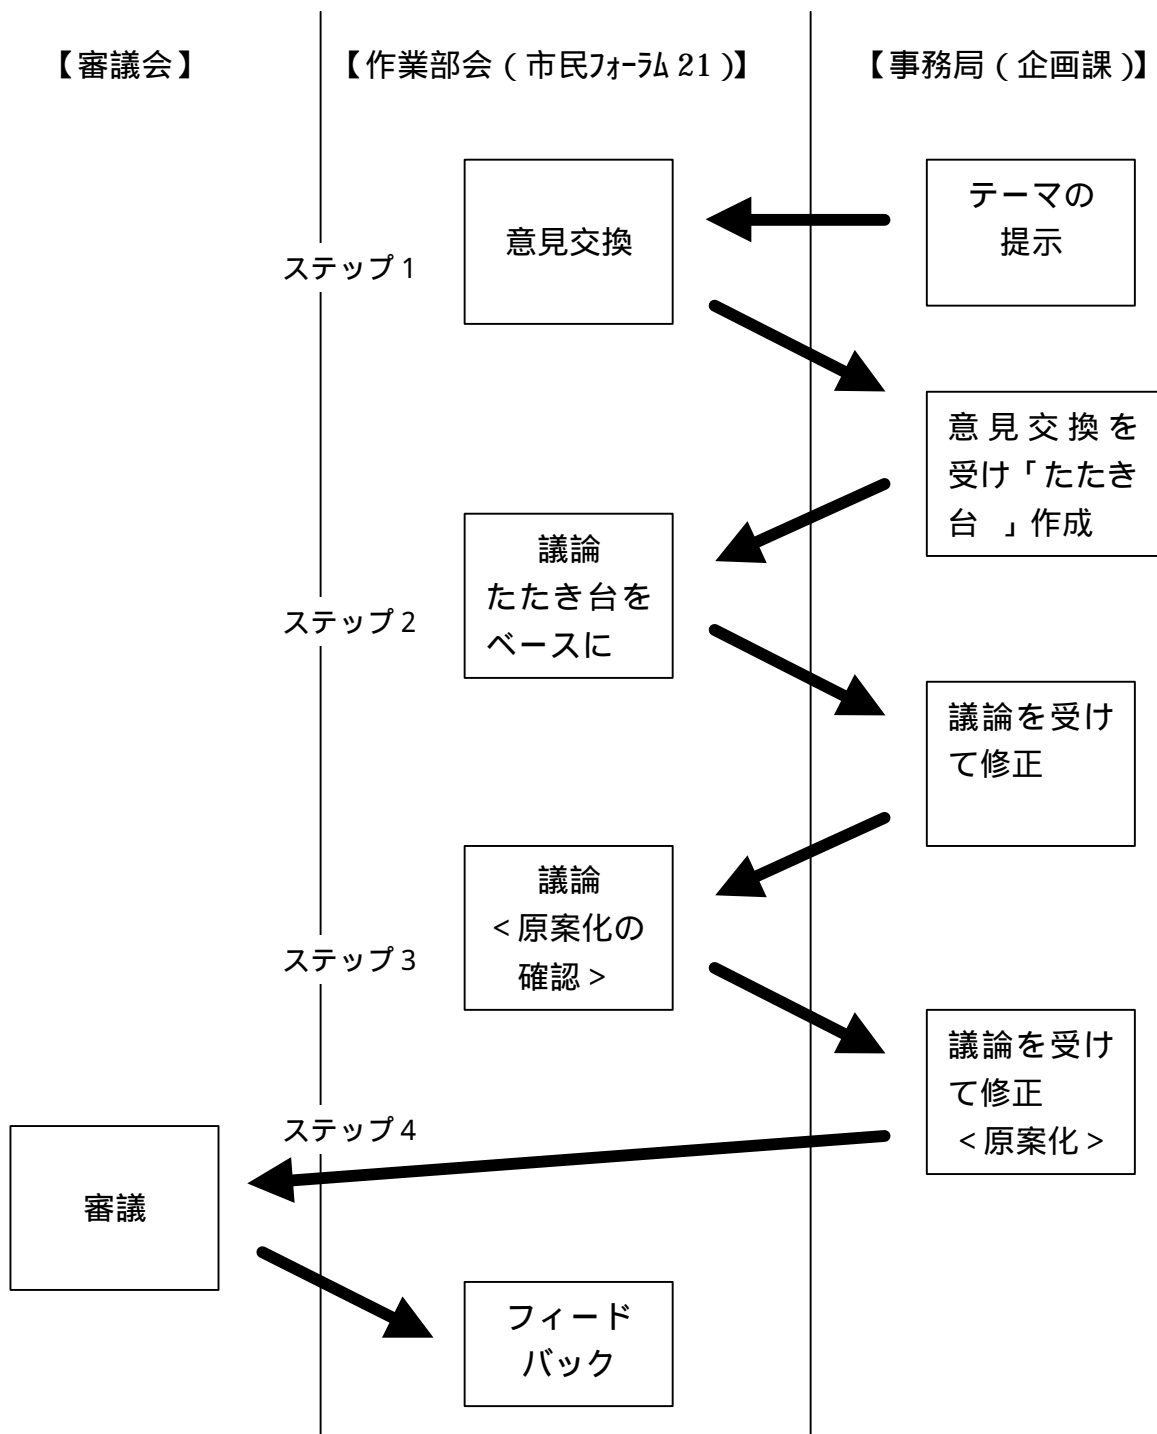 【審議会】
【作業部会（市民ﾌｫｰﾗﾑ 21）】
【事務局（企画課）】
テーマの
提示
意見交換
ステップ1
意見交換を
受け「たたき
台　」作成
議論
たたき台を
ベースに
ステップ2
議論を受け
て修正
議論
＜原案化の
確認＞
ステップ3
議論を受け
て修正
＜原案化＞
ステップ4
審議
フィード
バック